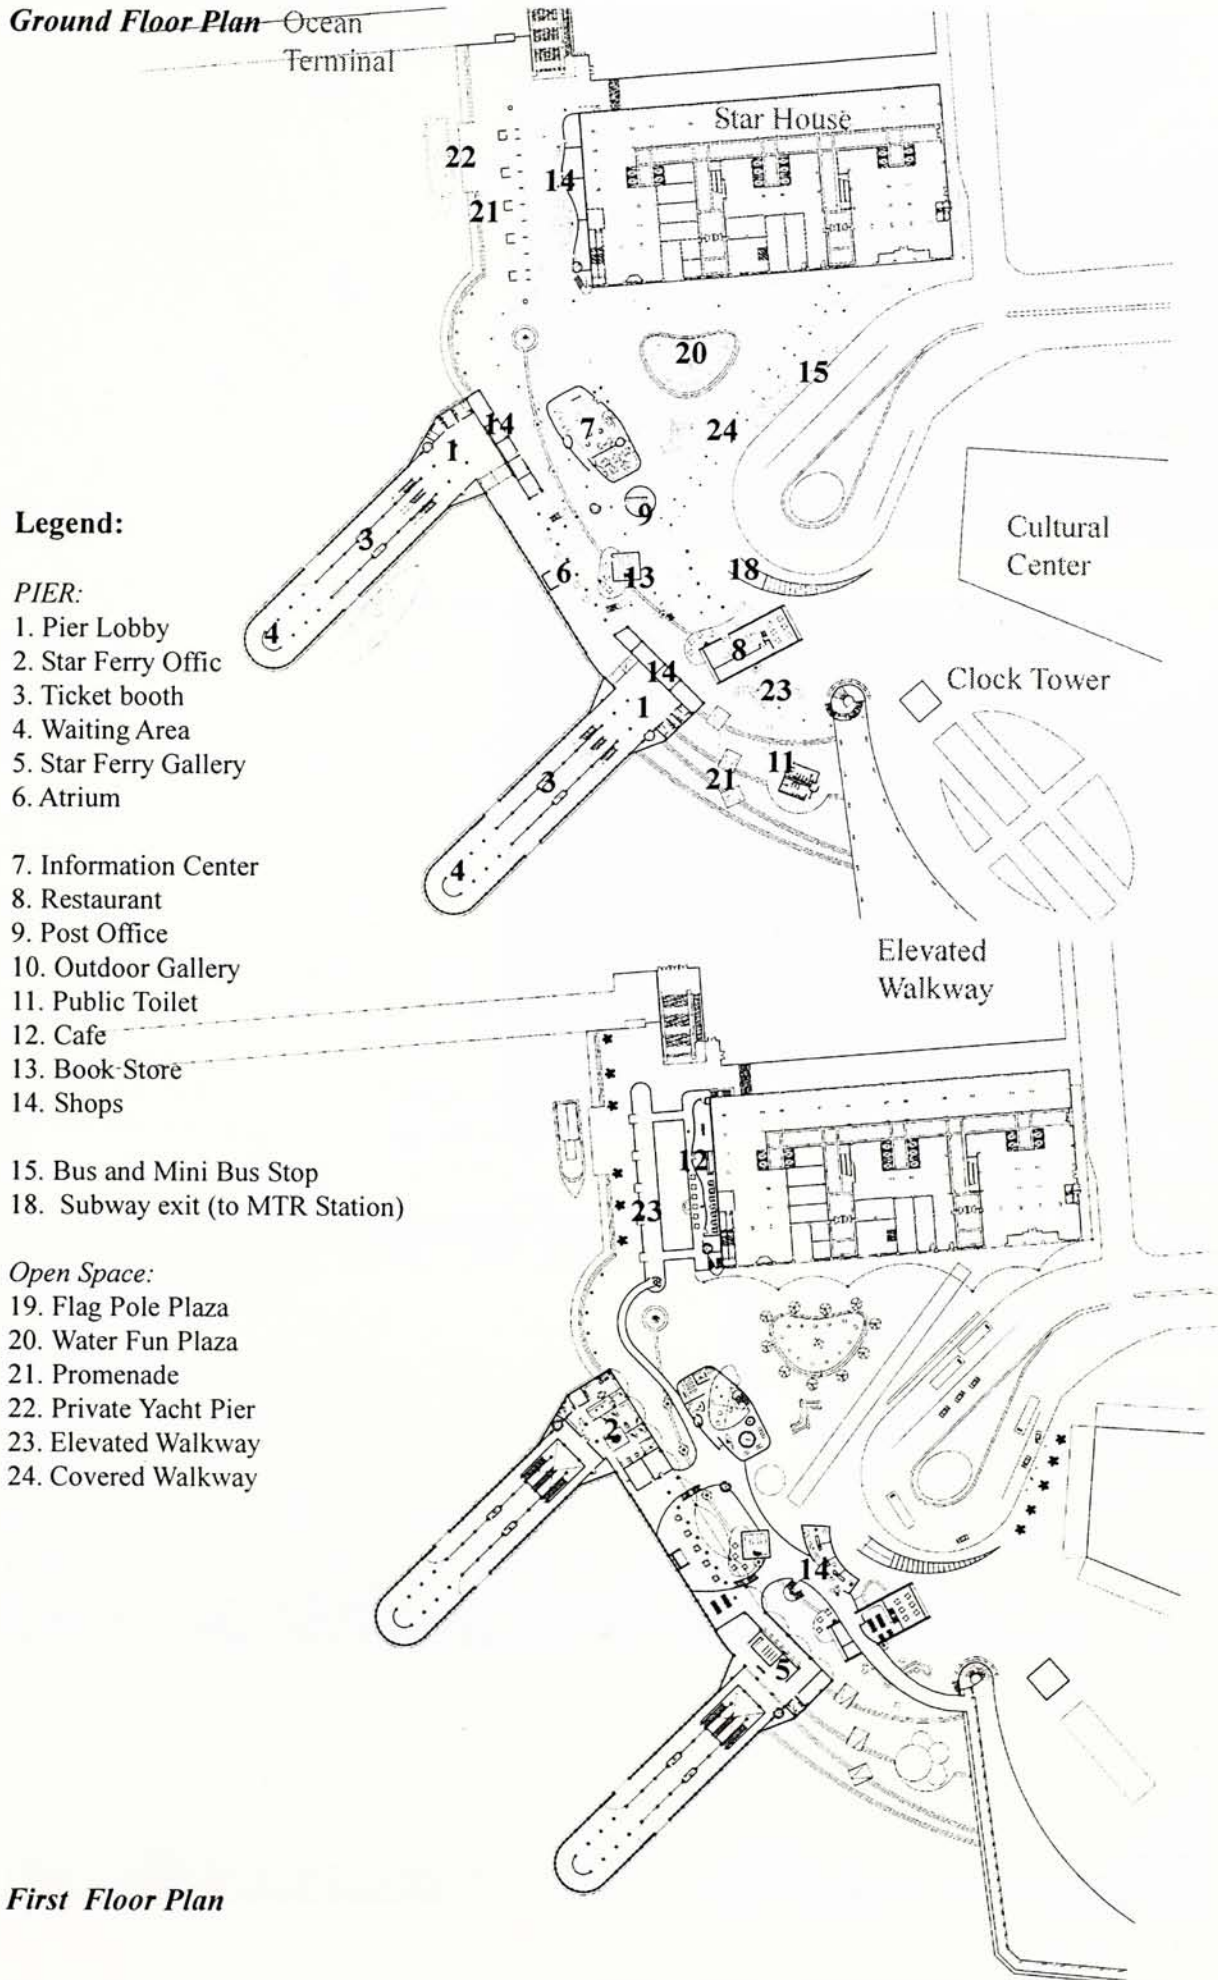 Ground Floor Plan
Ocean
Terminal
Star House
22
14
21
20
15
14
7
24
1
9
3
6
13
18
4
8
14
23
1
11
21
3
4
Cultural
Center
Clock Tower
Elevated
Walkway
Legend:
PIER:
1. Pier Lobby
2. Star Ferry Offic
3. Ticket booth
4. Waiting Area
5. Star Ferry Gallery
6. Atrium
7. Information Center
8. Restaurant
9. Post Office
10. Outdoor Gallery
11. Public Toilet
12. Cafe
13. Book Store
14. Shops
15. Bus and Mini Bus Stop
18. Subway exit (to MTR Station)
Open Space:
19. Flag Pole Plaza
20. Water Fun Plaza
21. Promenade
22. Private Yacht Pier
23. Elevated Walkway
24. Covered Walkway
12
23
2
14
5
First Floor Plan